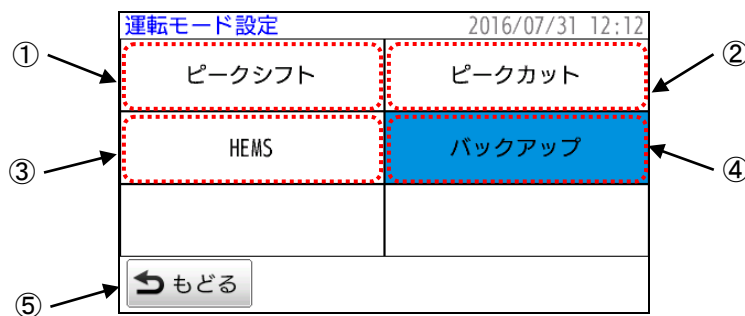 運転モード設定 2016/07/31 12:12
① ピークシフト ピークカット ②
③ HEMS バックアップ ④
⑤ もどる